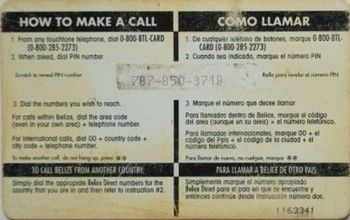 HOW TO MAKE A CALL
1. From any touchtone telephone, dial 0-800-BTL-
CARD (0-800-285-2273)
2. When asked, dial PIN number
Scratch to reveal PIN number
3. Dial the numbers you wish to reach.
For calls within Belize, dial the area code
(even in your own area) + telephone number.
For international calls, dial 00 + country code +
city code + telephone number.
To make another call, do not hang up, press ✱✱
TO CALL BELIZE FROM ANOTHER COUNTRY
Simply dial the appropiate Belize Direct numbers for the
country that you are in and then refer to instruction #2.
COMO LLAMAR
1. De cualquier teléfono de botones, marque 0-800-BTL-
CARD (0-800-285-2273)
2. Cuando sea indicada, marque el número PIN
Ralla para revelar el número PIN
787-850-3718
3. Marque el número que decee llamar
Para llamadas dentro de Belice, marque el código
del area (aunque en su area) + el número telefónico.
Para llamadas internacionales, marque 00 + el
código del País + el código de la ciudad + el
número telefónico.
Para llamar de nuevo, no cuelgue, marque ✱✱
PARA LLAMAR A BELICE DE OTRO PAIS
Simplemente marque el número apropiado
Belice Direct para el país en que se encuentre y
entonces continúe desde instrucción número #2.
1163341